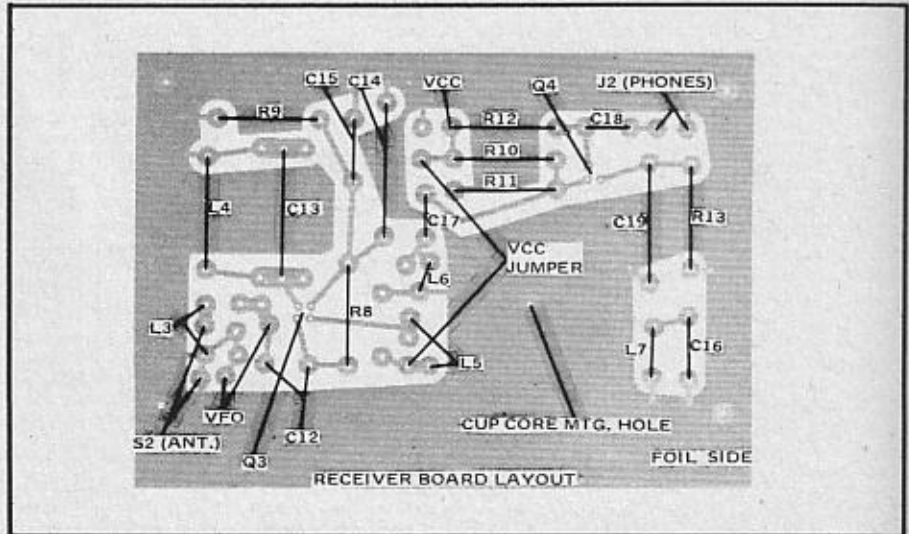 C15
C14
VCC
Q4
J2 (PHONES)
R9
R12
C18
R10
R11
L4
C13
C17
C19
R13
VCC
JUMPER
L6
L3
R8
L7
C16
L5
VFO
S2 (ANT.)
C12
CUP CORE MTG. HOLE
Q3
FOIL SIDE
RECEIVER BOARD LAYOUT